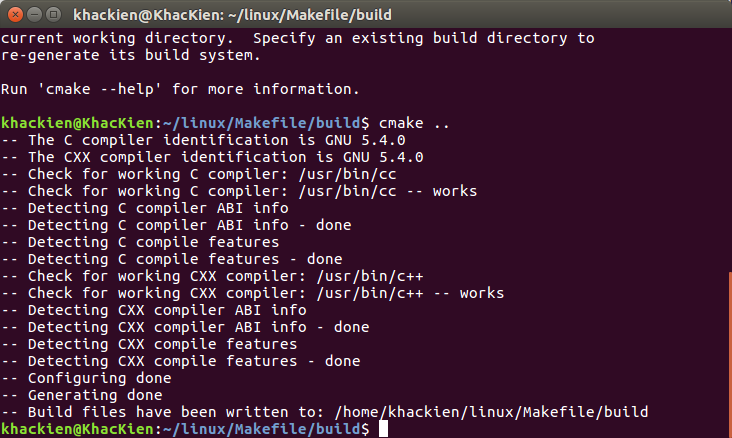 khackien@KhacKien: ~/linux/Makefile/build
current working directory.  Specify an existing build directory to
re-generate its build system.
Run 'cmake --help' for more information.
khackien@KhacKien:~/linux/Makefile/build$ cmake ..
-- The C compiler identification is GNU 5.4.0
-- The CXX compiler identification is GNU 5.4.0
-- Check for working C compiler: /usr/bin/cc
-- Check for working C compiler: /usr/bin/cc -- works
-- Detecting C compiler ABI info
-- Detecting C compiler ABI info - done
-- Detecting C compile features
-- Detecting C compile features - done
-- Check for working CXX compiler: /usr/bin/c++
-- Check for working CXX compiler: /usr/bin/c++ -- works
-- Detecting CXX compiler ABI info
-- Detecting CXX compiler ABI info - done
-- Detecting CXX compile features
-- Detecting CXX compile features - done
-- Configuring done
-- Generating done
-- Build files have been written to: /home/khackien/linux/Makefile/build
khackien@KhacKien:~/linux/Makefile/build$